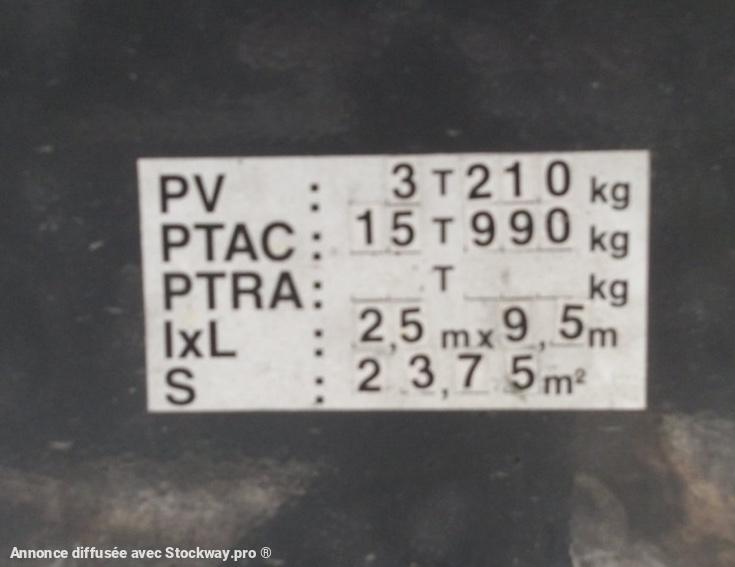 PV : 3 T 210 kg
PTAC : 15 T 990 kg
PTRA : T kg
lxL : 2,5 m x 9,5 m
S : 23,75 m²
Annonce diffusée avec Stockway.pro ®